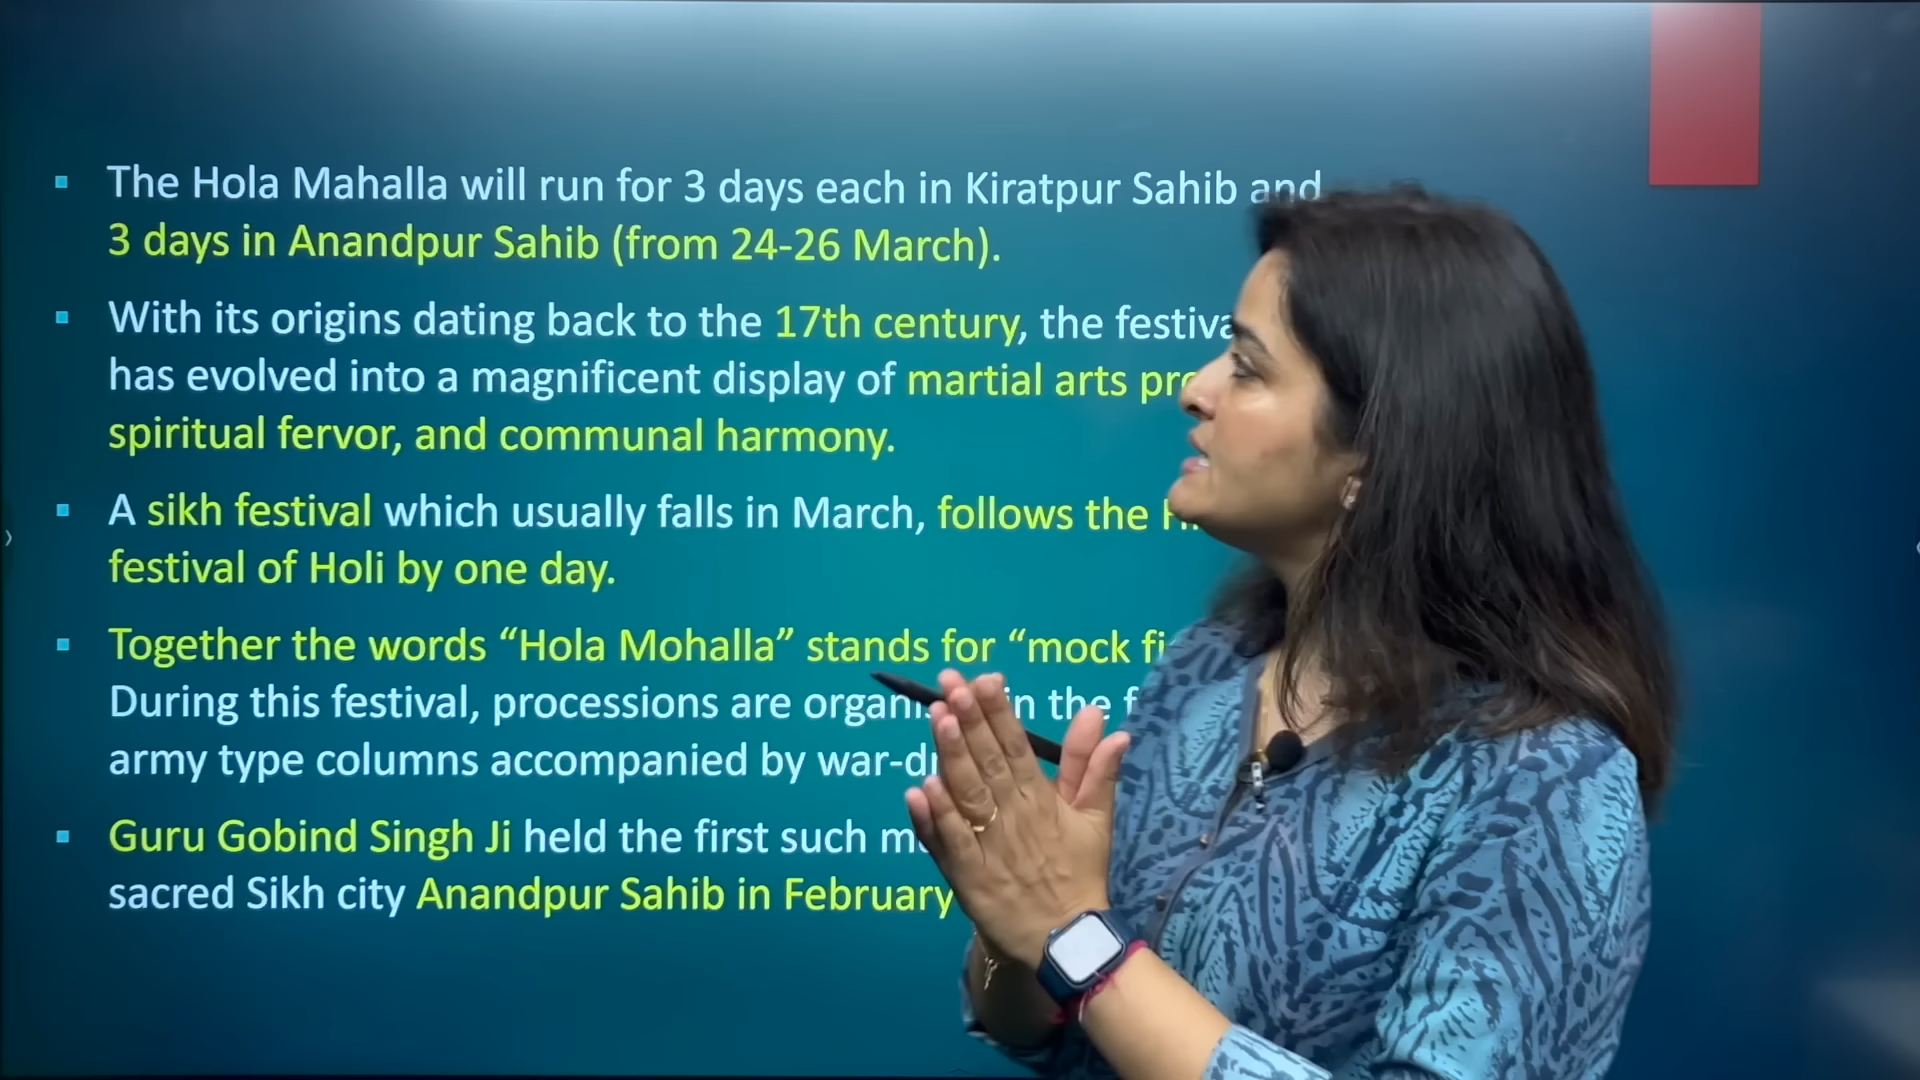 The Hola Mahalla will run for 3 days each in Kiratpur Sahib and
3 days in Anandpur Sahib (from 24-26 March).
With its origins dating back to the 17th century, the
has evolved into a magnificent display of martial arts
spiritual fervor, and communal harmony.
A sikh festival which usually falls in March, follows the
festival of Holi by one day.
Together the words “Hola Mohalla” stands for “mock
During this festival, processions are in the
army type columns accompanied by
Guru Gobind Singh Ji held the first such
sacred Sikh city Anandpur Sahib in February